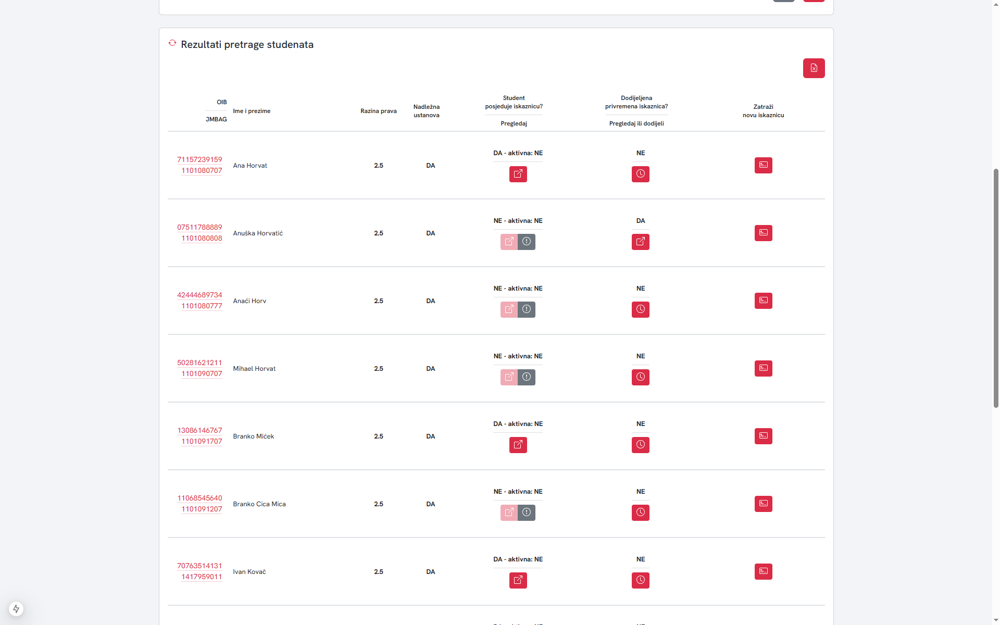 Rezultati pretrage studenata
OIB
JMBAG
Ime i prezime
Razina prava
Nadležna
ustanova
Student
posjeduje iskaznicu?
Pregledaj
Dodijeljena
privremena iskaznica?
Pregledaj ili dodijeli
Zatraži
novu iskaznicu
71157239159
1101080707
Ana Horvat
2.5
DA
DA - aktivna: NE
NE
07511788889
1101080808
Anuška Horvatić
2.5
DA
NE - aktivna: NE
DA
42444689734
1101080777
Anaći Horv
2.5
DA
NE - aktivna: NE
NE
50281621211
1101090707
Mihael Horvat
2.5
DA
NE - aktivna: NE
NE
13086146767
1101091707
Branko Mićek
2.5
DA
DA - aktivna: NE
NE
11068545640
1101091207
Branko Cica Mica
2.5
DA
NE - aktivna: NE
NE
70763514131
1417959011
Ivan Kovač
2.5
DA
DA - aktivna: NE
NE